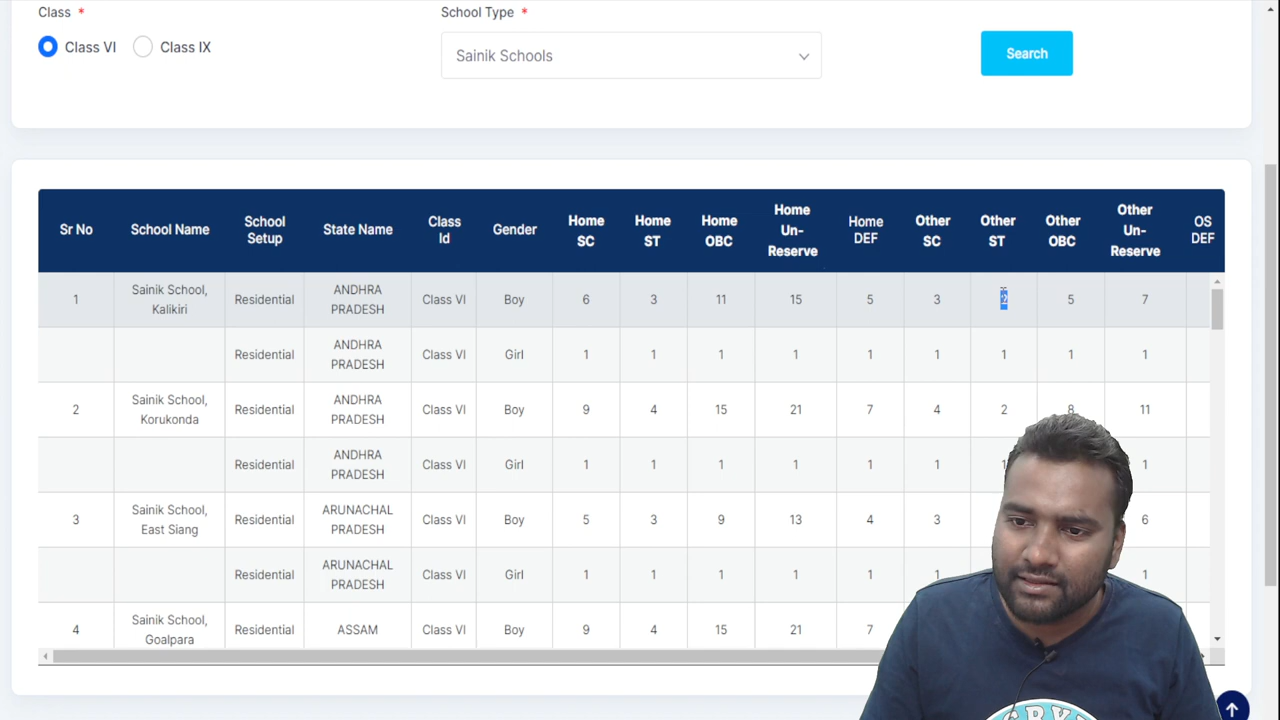 Class *
School Type *
Class VI
Class IX
Sainik Schools
Search
Sr No School Name School Setup State Name Class Id Gender Home SC Home ST Home OBC Home Un-Reserve Home DEF Other SC Other ST Other OBC Other Un-Reserve OS DEF
1 Sainik School, Kalikiri Residential ANDHRA PRADESH Class VI Boy 6 3 11 15 5 3 2 5 7
Residential ANDHRA PRADESH Class VI Girl 1 1 1 1 1 1 1 1 1
2 Sainik School, Korukonda Residential ANDHRA PRADESH Class VI Boy 9 4 15 21 7 4 2 8 11
Residential ANDHRA PRADESH Class VI Girl 1 1 1 1 1 1 1 1
3 Sainik School, East Siang Residential ARUNACHAL PRADESH Class VI Boy 5 3 9 13 4 3 6
Residential ARUNACHAL PRADESH Class VI Girl 1 1 1 1 1 1 1
4 Sainik School, Goalpara Residential ASSAM Class VI Boy 9 4 15 21 7